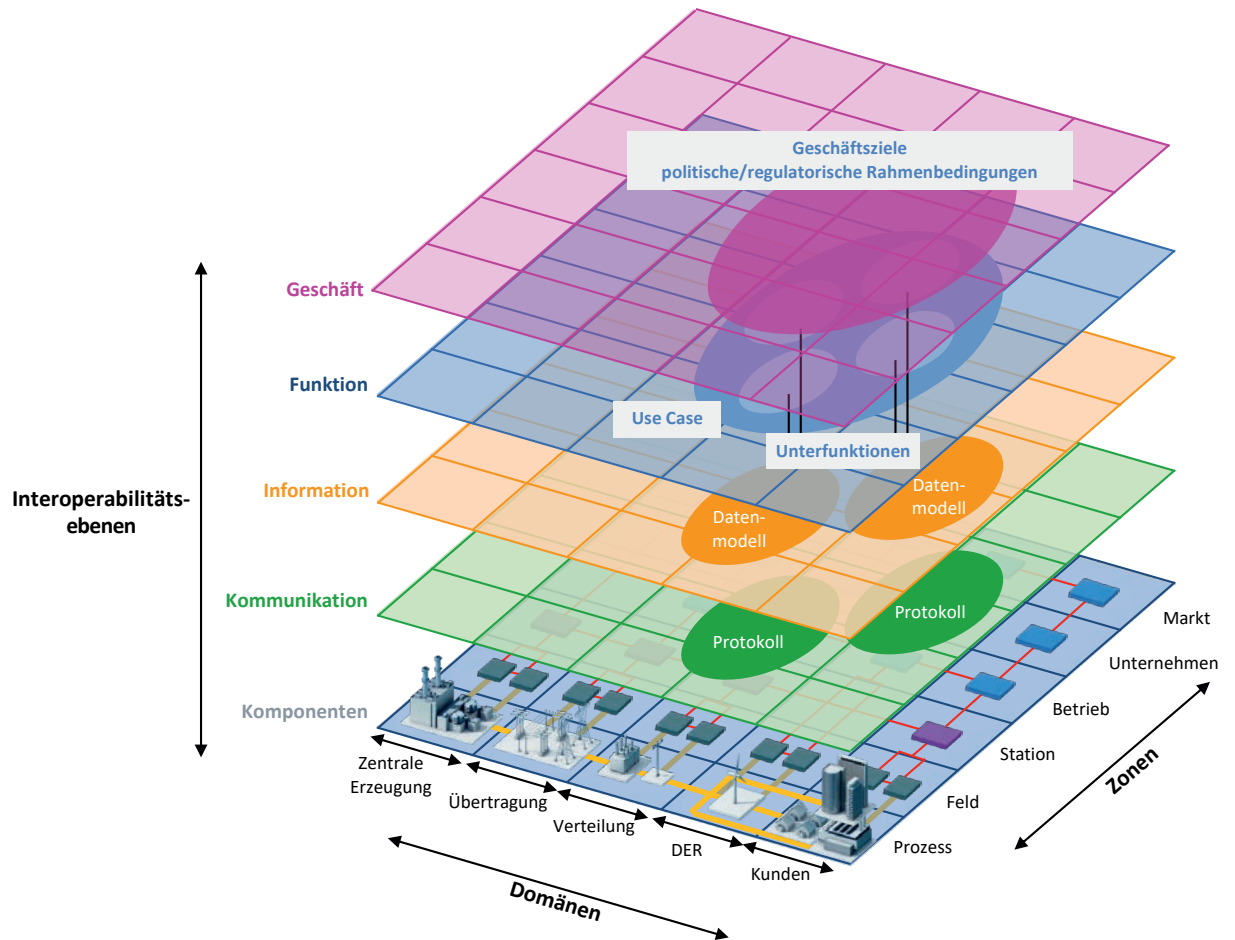 Geschäftsziele
politische/regulatorische Rahmenbedingungen
Geschäft
Funktion
Use Case
Unterfunktionen
Information
Daten-
modell
Daten-
modell
Interoperabilitäts-
ebenen
Kommunikation
Protokoll
Protokoll
Komponenten
Markt
Unternehmen
Betrieb
Station
Feld
Prozess
Zonen
Zentrale
Erzeugung
Übertragung
Verteilung
DER
Kunden
Domänen